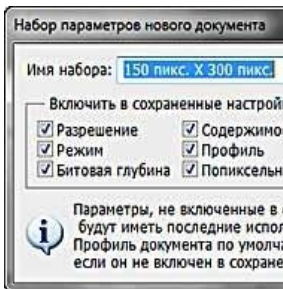 Набор параметров нового документа
Имя набора: 150 пикс. X 300 пикс.
Включить в сохраненные настрой
Разрешение Содержимо
Режим Профиль
Битовая глубина Попиксельн
Параметры, не включенные в
будут иметь последние испол
Профиль документа по умолча
если он не включен в сохране